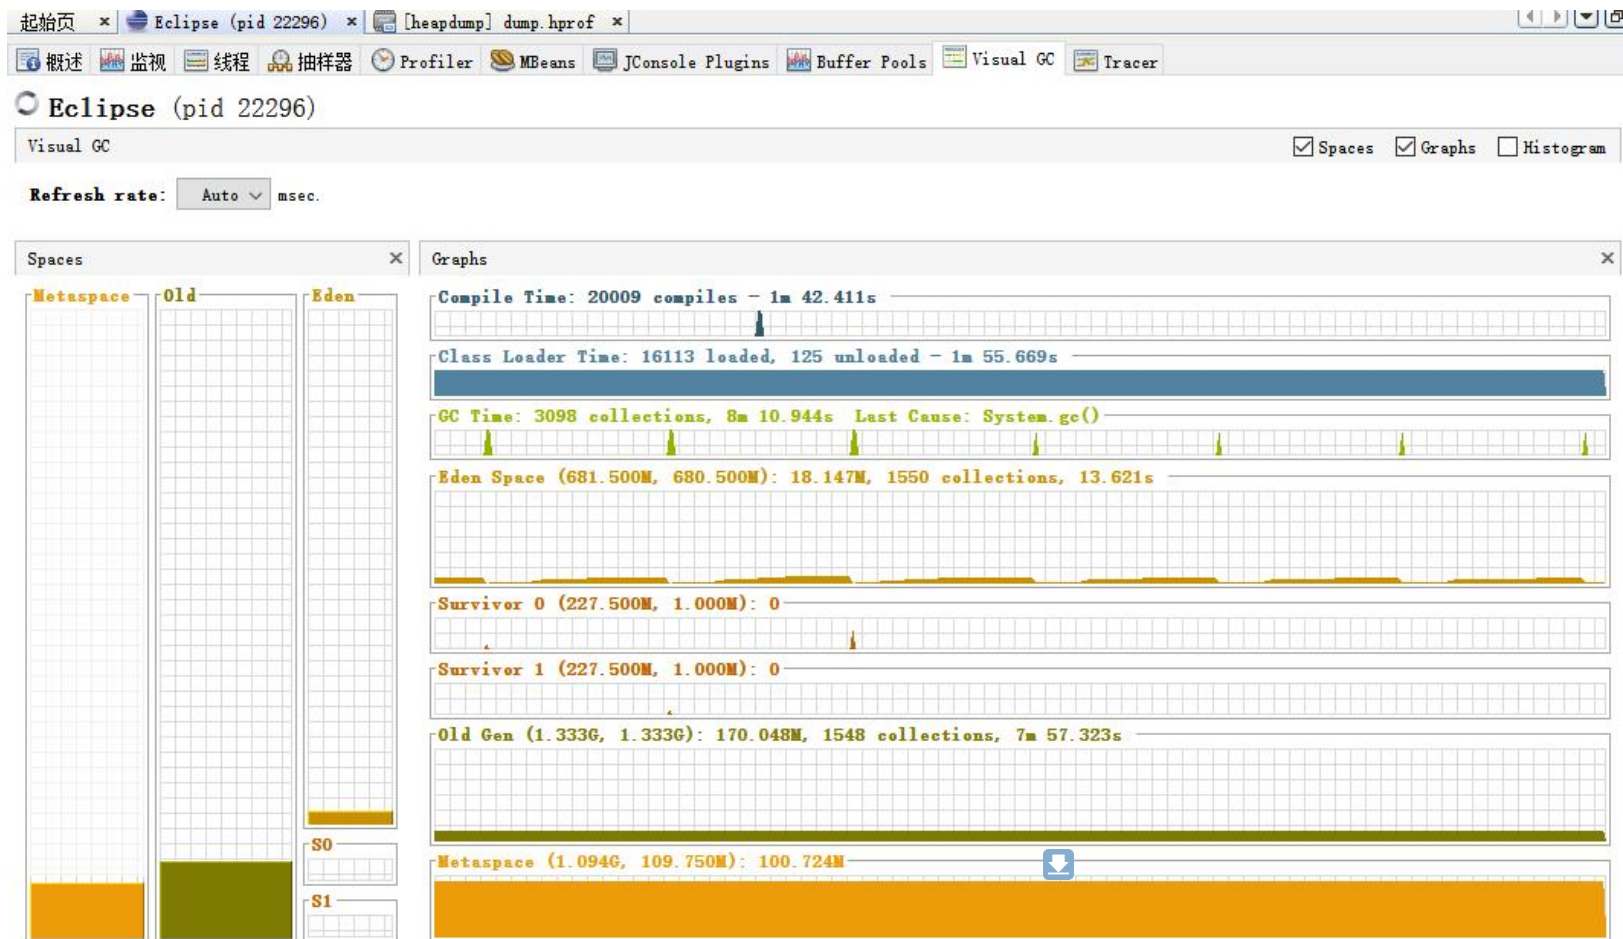 起始页 × Eclipse (pid 22296) × [heapdump] dump.hprof ×
概述 监视 线程 抽样器 Profiler MBeans JConsole Plugins Buffer Pools Visual GC Tracer
Eclipse (pid 22296)
Visual GC Spaces Graphs Histogram
Refresh rate: Auto msec.
Spaces × Graphs ×
Metaspace Old Eden
Compile Time: 20009 compiles - 1m 42.411s
Class Loader Time: 16113 loaded, 125 unloaded - 1m 55.669s
GC Time: 3098 collections, 8m 10.944s Last Cause: System.gc()
Eden Space (681.500M, 680.500M): 18.147M, 1550 collections, 13.621s
Survivor 0 (227.500M, 1.000M): 0
Survivor 1 (227.500M, 1.000M): 0
Old Gen (1.333G, 1.333G): 170.048M, 1548 collections, 7m 57.323s
S0
Metaspace (1.094G, 109.750M): 100.724M
S1